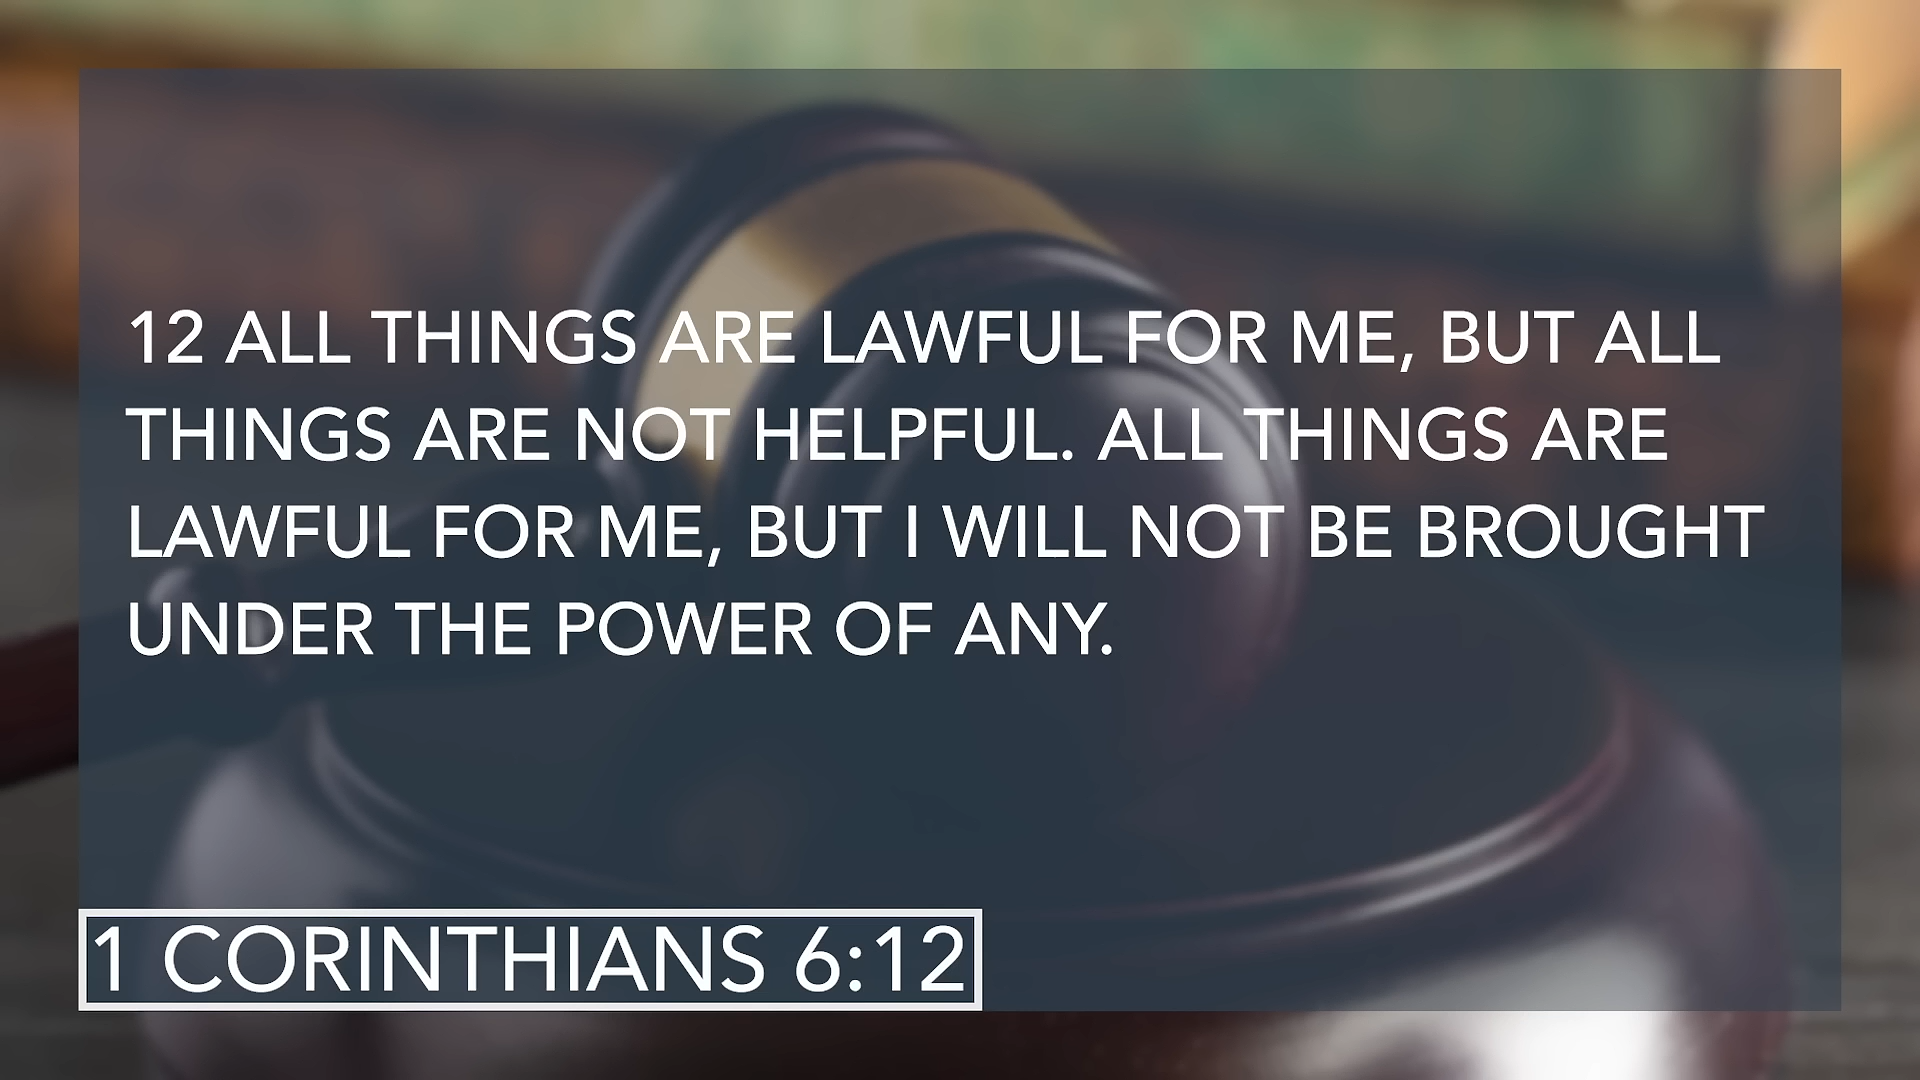 12 ALL THINGS ARE LAWFUL FOR ME, BUT ALL
THINGS ARE NOT HELPFUL. ALL THINGS ARE
LAWFUL FOR ME, BUT I WILL NOT BE BROUGHT
UNDER THE POWER OF ANY.
1 CORINTHIANS 6:12